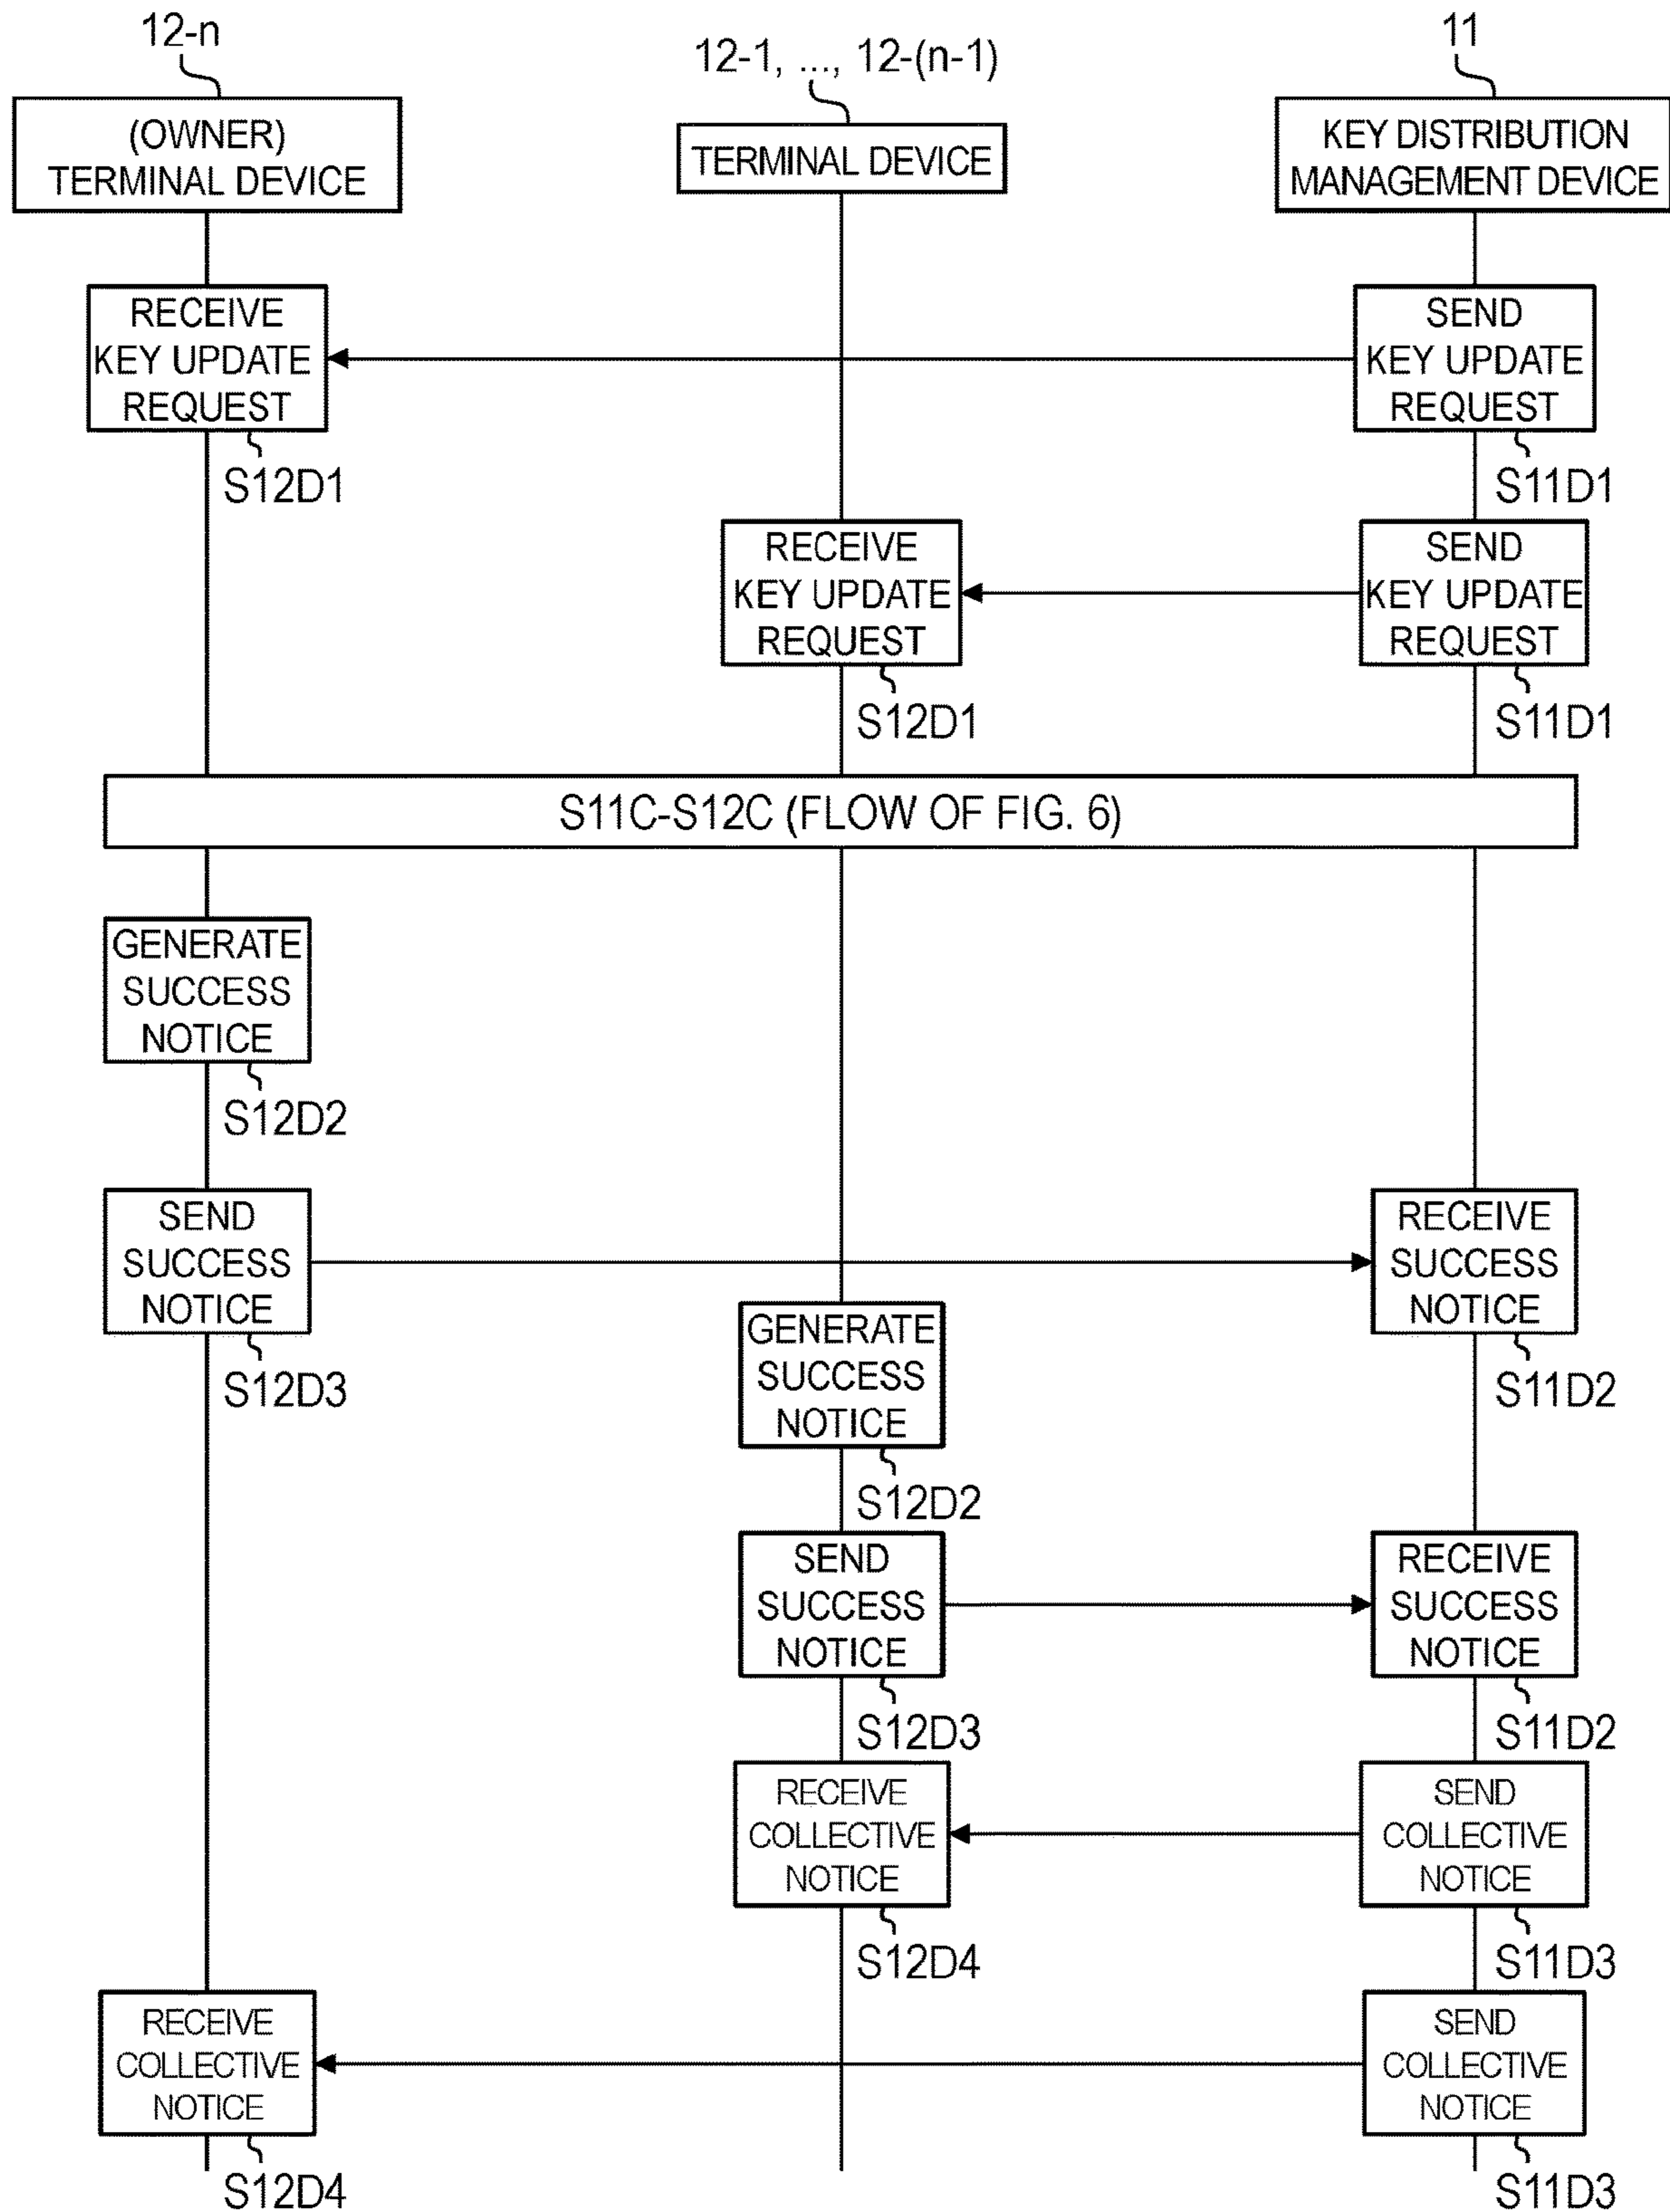 12-n
12-1, ..., 12-(n-1)
11
(OWNER)
TERMINAL DEVICE
TERMINAL DEVICE
KEY DISTRIBUTION
MANAGEMENT DEVICE
RECEIVE
KEY UPDATE
REQUEST
S12D1
SEND
KEY UPDATE
REQUEST
S11D1
RECEIVE
KEY UPDATE
REQUEST
S12D1
SEND
KEY UPDATE
REQUEST
S11D1
S11C-S12C (FLOW OF FIG. 6)
GENERATE
SUCCESS
NOTICE
S12D2
SEND
SUCCESS
NOTICE
S12D3
RECEIVE
SUCCESS
NOTICE
S11D2
GENERATE
SUCCESS
NOTICE
S12D2
SEND
SUCCESS
NOTICE
S12D3
RECEIVE
SUCCESS
NOTICE
S11D2
RECEIVE
COLLECTIVE
NOTICE
S12D4
SEND
COLLECTIVE
NOTICE
S11D3
RECEIVE
COLLECTIVE
NOTICE
S12D4
SEND
COLLECTIVE
NOTICE
S11D3